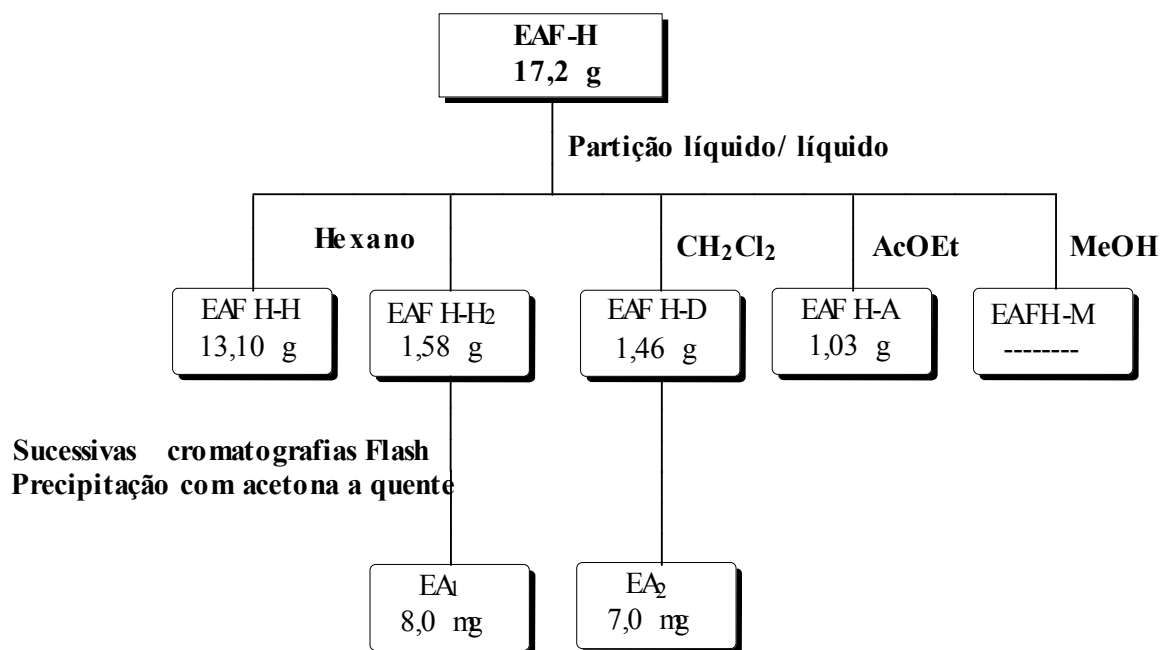 EAF-H
17,2 g
Partição líquido/ líquido
Hexano
CH₂Cl₂
AcOEt
MeOH
EAF H-H
13,10 g
EAF H-H₂
1,58 g
EAF H-D
1,46 g
EAF H-A
1,03 g
EAFH-M
--------
Sucessivas cromatografias Flash
Precipitação com acetona a quente
EA₁
8,0 mg
EA₂
7,0 mg